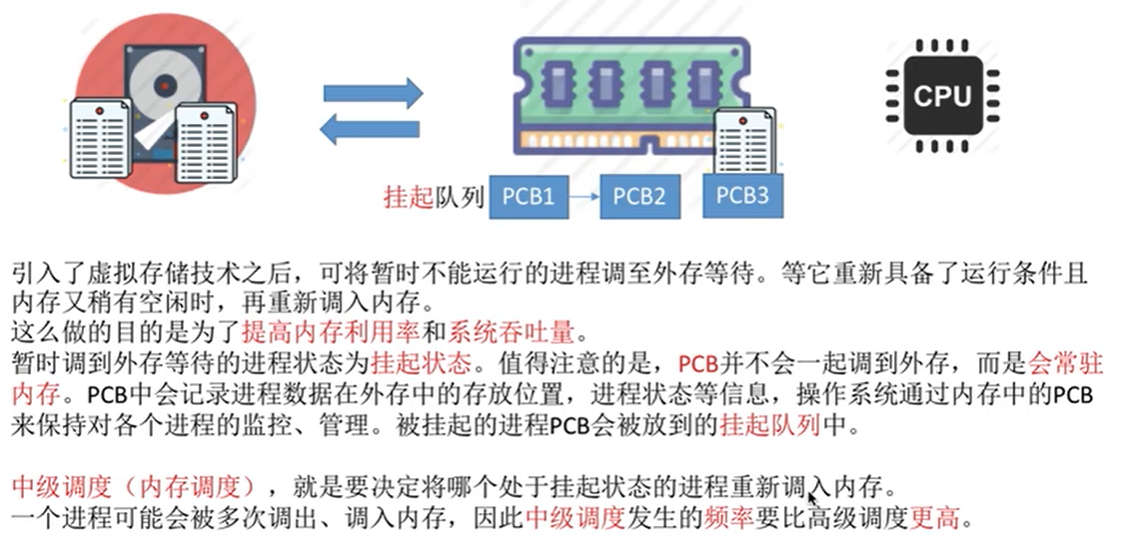 CPU
挂起队列 PCB1 PCB2 PCB3
引入了虚拟存储技术之后，可将暂时不能运行的进程调至外存等待。等它重新具备了运行条件且
内存又稍有空闲时，再重新调入内存。
这么做的目的是为了提高内存利用率和系统吞吐量。
暂时调到外存等待的进程状态为挂起状态。值得注意的是，PCB并不会一起调到外存，而是会常驻
内存。PCB中会记录进程数据在外存中的存放位置，进程状态等信息，操作系统通过内存中的PCB
来保持对各个进程的监控、管理。被挂起的进程PCB会被放到的挂起队列中。
中级调度（内存调度），就是要决定将哪个处于挂起状态的进程重新调入内存。
一个进程可能会被多次调出、调入内存，因此中级调度发生的频率要比高级调度更高。